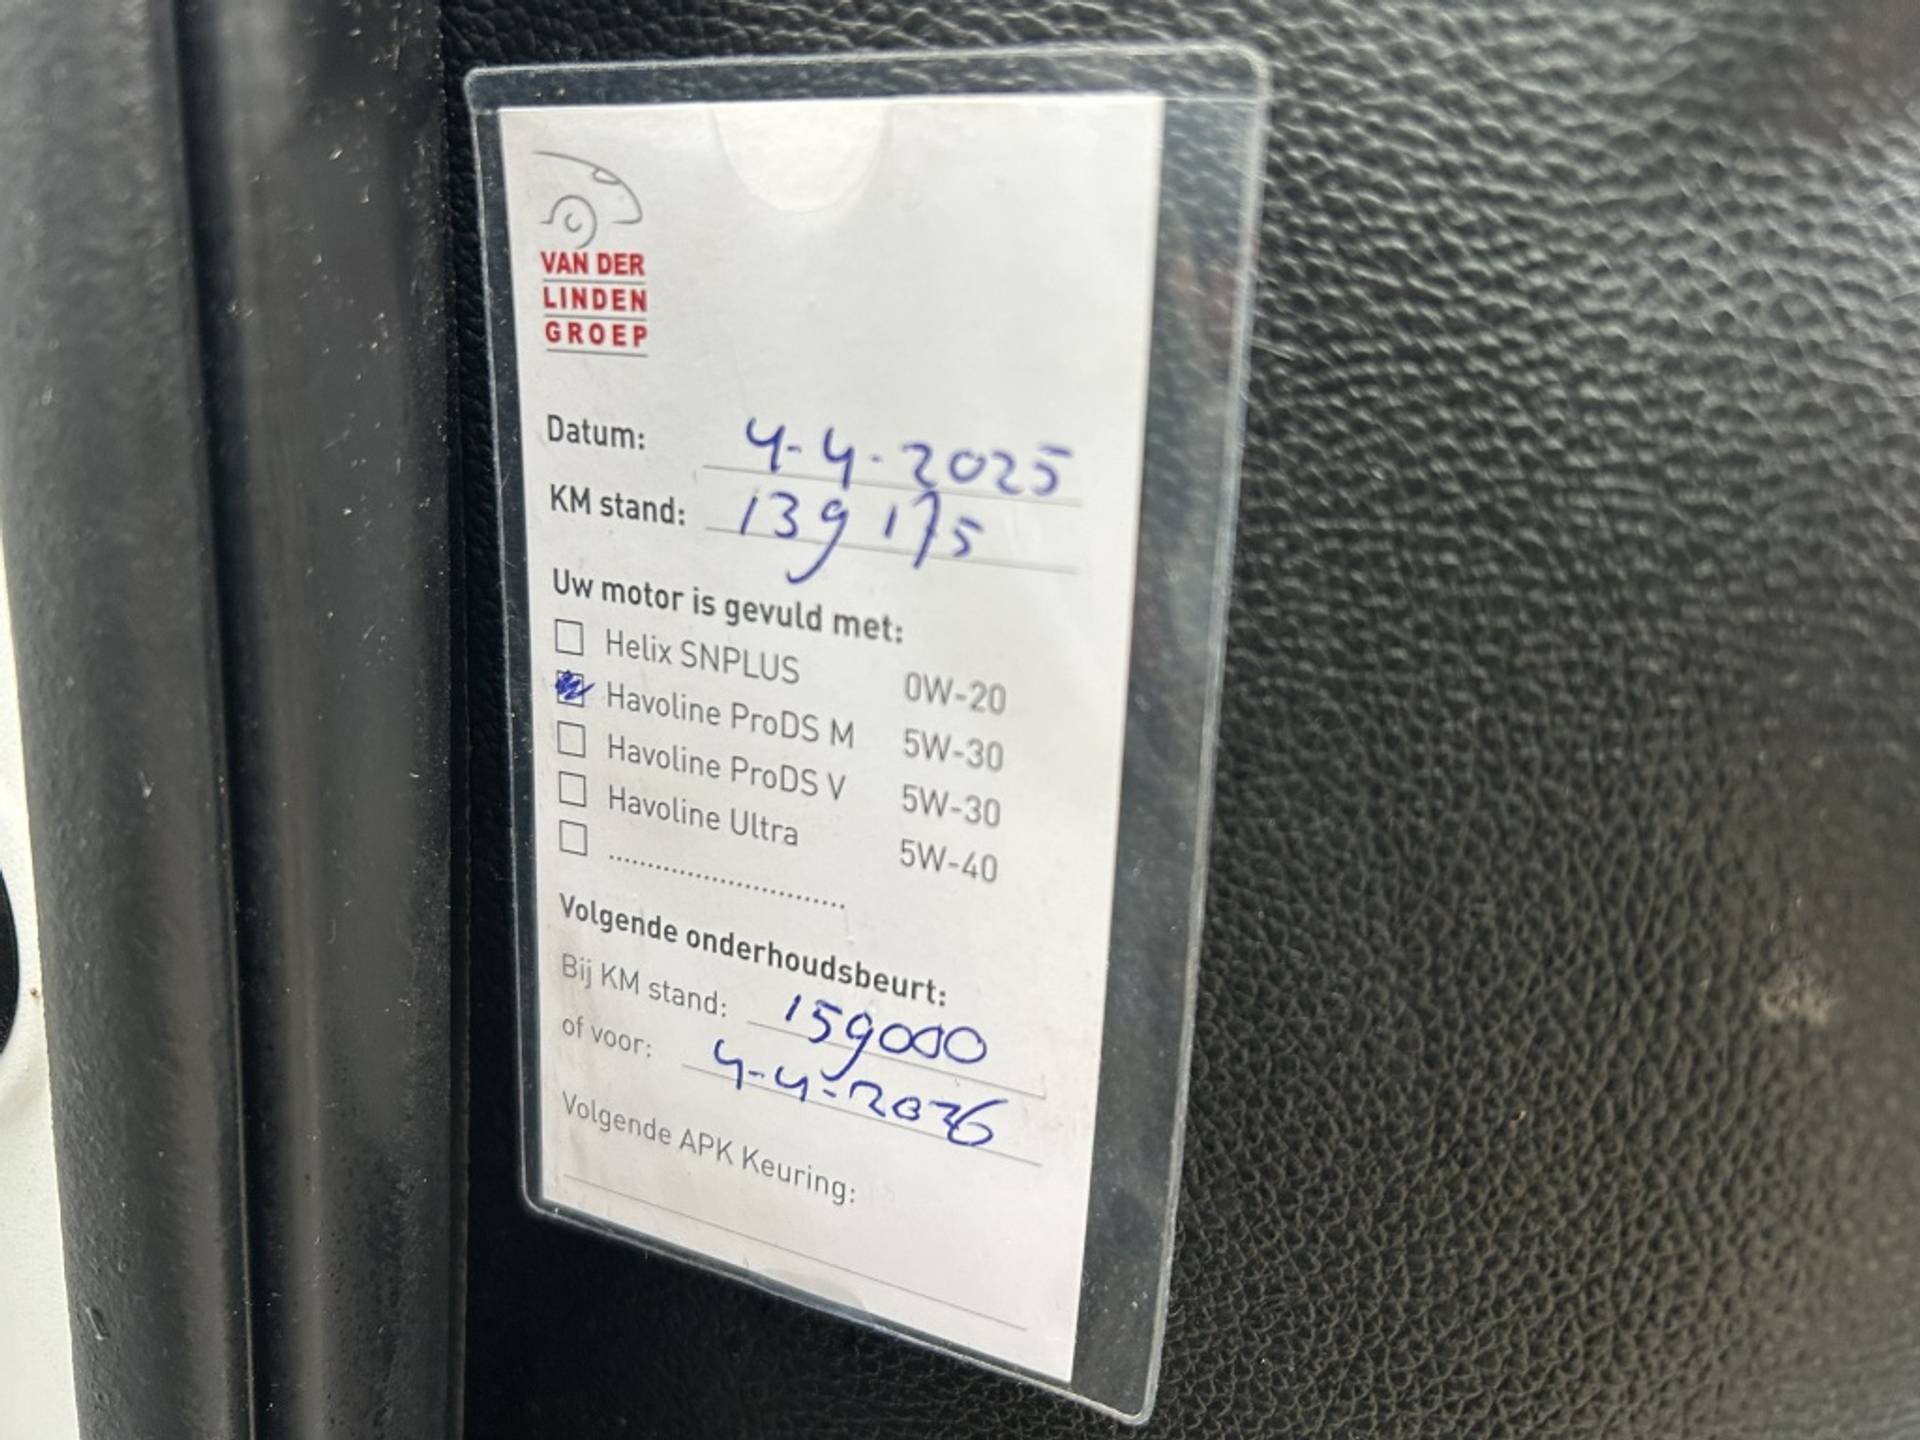 VAN DER
LINDEN
GROEP
Datum: 4-4-2025
KM stand: 139 175
Uw motor is gevuld met:
Helix SNPLUS 0W-20
Havoline ProDS M 5W-30
Havoline ProDS V 5W-30
Havoline Ultra 5W-40
....................................
Volgende onderhoudsbeurt:
Bij KM stand: 159000
of voor: 4-4-2026
Volgende APK Keuring: